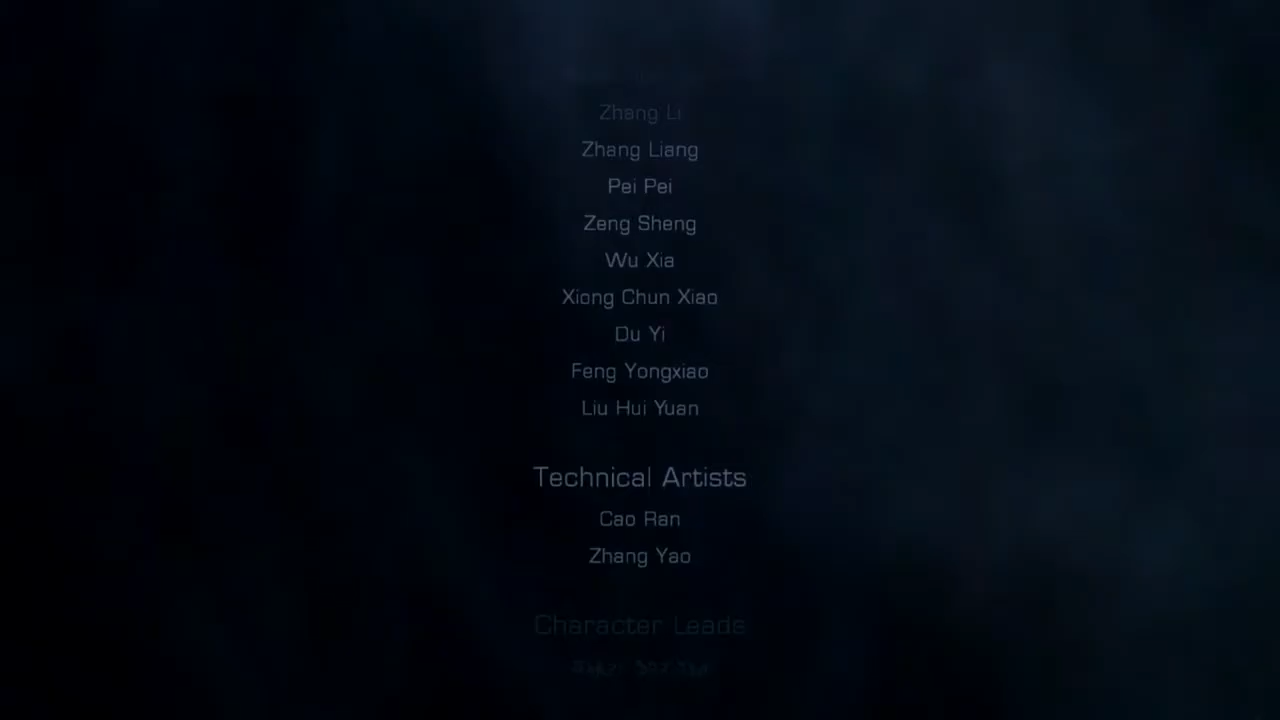 Zhang Li
Zhang Liang
Pei Pei
Zeng Sheng
Wu Xia
Xiong Chun Xiao
Du Yi
Feng Yongxiao
Liu Hui Yuan
Technical Artists
Cao Ran
Zhang Yao
Character Leads